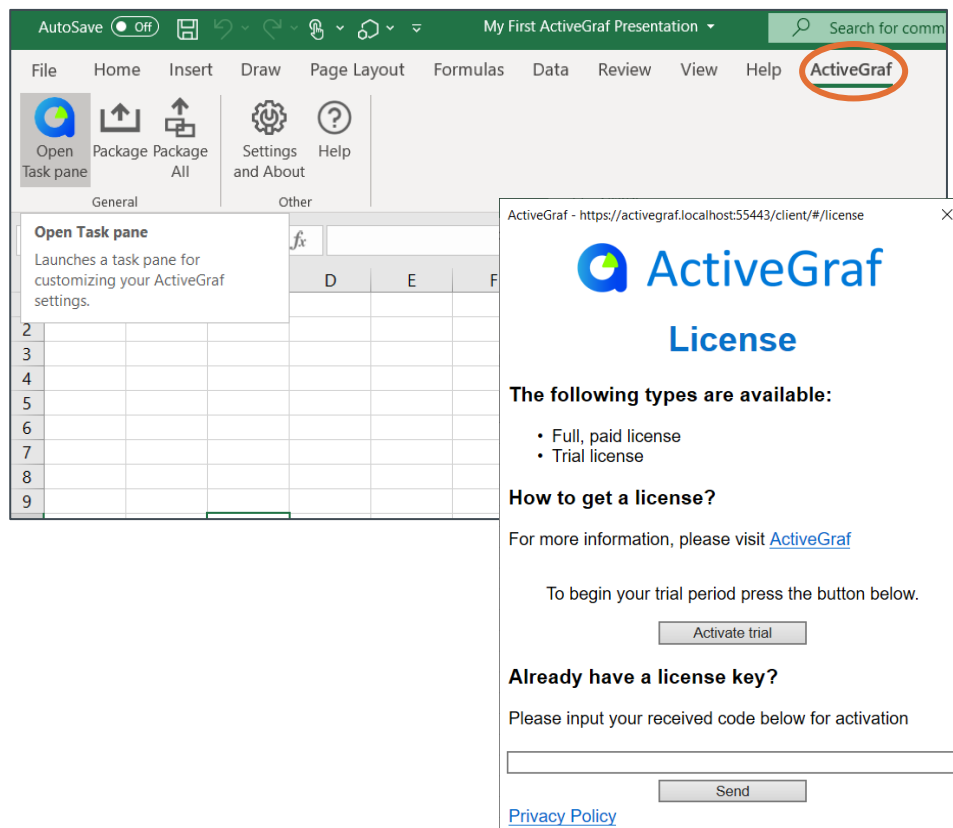 AutoSave Off My First ActiveGraf Presentation Search for comm
File Home Insert Draw Page Layout Formulas Data Review View Help ActiveGraf
Open Task pane
Package
Package All
Settings and About
Help
General
Other
Open Task pane
Launches a task pane for
customizing your ActiveGraf
settings.
fx
D E F
2
3
4
5
6
7
8
9
ActiveGraf - https://activegraf.localhost:55443/client/#/license
ActiveGraf
License
The following types are available:
• Full, paid license
• Trial license
How to get a license?
For more information, please visit ActiveGraf
To begin your trial period press the button below.
Activate trial
Already have a license key?
Please input your received code below for activation
Send
Privacy Policy